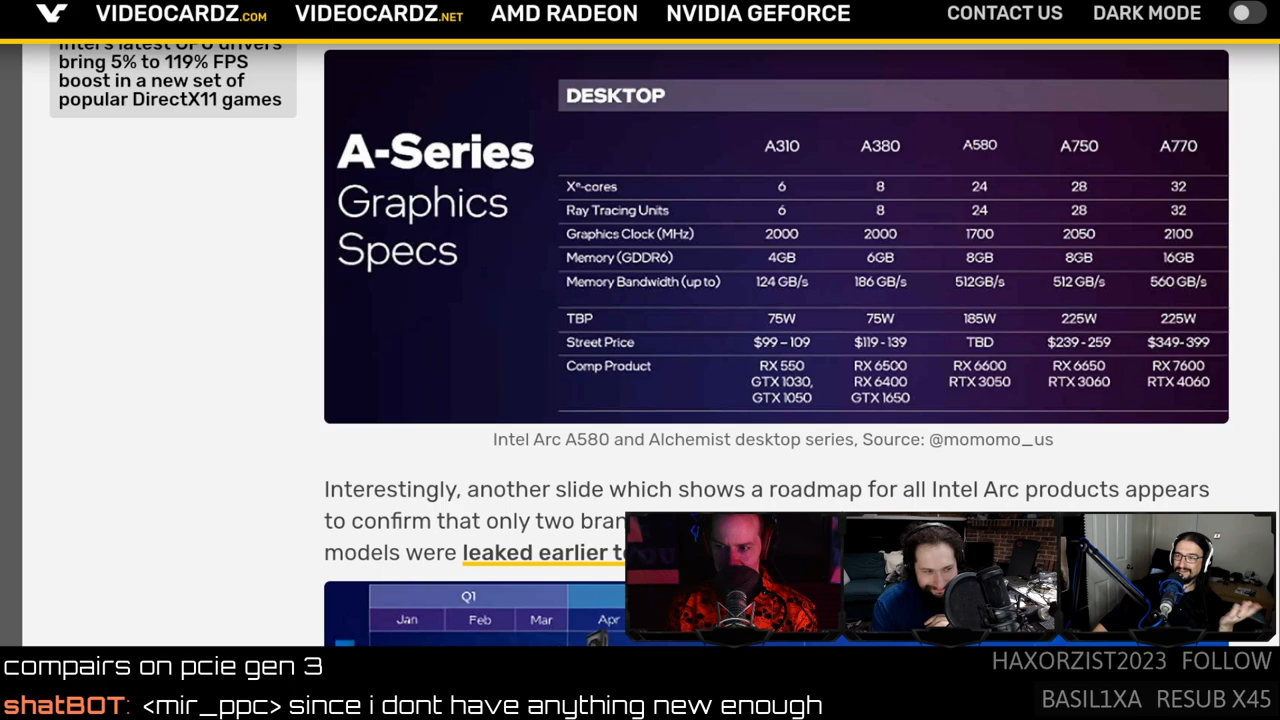 VIDEOCARDZ.COM VIDEOCARDZ.NET AMD RADEON NVIDIA GEFORCE CONTACT US DARK MODE
Intel's latest GPU drivers
bring 5% to 119% FPS
boost in a new set of
popular DirectX11 games
A-Series
Graphics
Specs
DESKTOP
A310 A380 A580 A750 A770
Xᵉ-cores 6 8 24 28 32
Ray Tracing Units 6 8 24 28 32
Graphics Clock (MHz) 2000 2000 1700 2050 2100
Memory (GDDR6) 4GB 6GB 8GB 8GB 16GB
Memory Bandwidth (up to) 124 GB/s 186 GB/s 512GB/s 512 GB/s 560 GB/s
TBP 75W 75W 185W 225W 225W
Street Price $99 – 109 $119 - 139 TBD $239 - 259 $349-399
Comp Product RX 550 RX 6500 RX 6600 RX 6650 RX 7600
GTX 1030, RX 6400 RTX 3050 RTX 3060 RTX 4060
GTX 1050 GTX 1650
Intel Arc A580 and Alchemist desktop series, Source: @momomo_us
Interestingly, another slide which shows a roadmap for all Intel Arc products appears
to confirm that only two
models were leaked earlier
Q1
Jan Feb Mar Apr
compairs on pcie gen 3
shatBOT: <mir_ppc> since i dont have anything new enough
HAXORZIST2023 FOLLOW
BASIL1XA RESUB X45